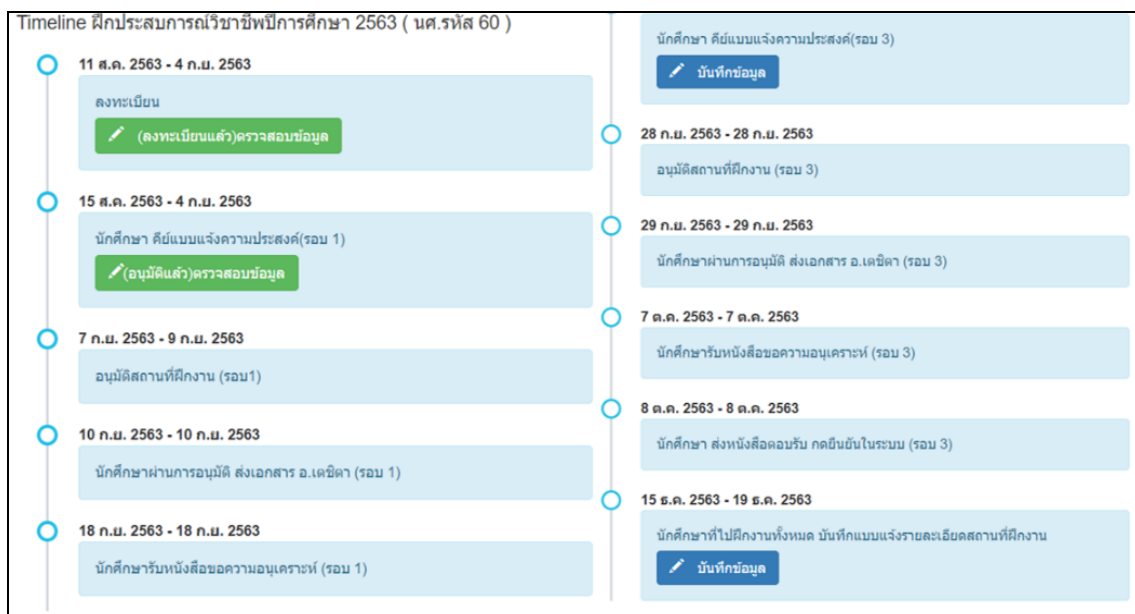 Timeline ฝึกประสบการณ์วิชาชีพปีการศึกษา 2563 ( นศ.รหัส 60 )
11 ส.ค. 2563 - 4 ก.ย. 2563
ลงทะเบียน
(ลงทะเบียนแล้ว)ตรวจสอบข้อมูล
15 ส.ค. 2563 - 4 ก.ย. 2563
นักศึกษา คีย์แบบแจ้งความประสงค์(รอบ 1)
(อนุมัติแล้ว)ตรวจสอบข้อมูล
7 ก.ย. 2563 - 9 ก.ย. 2563
อนุมัติสถานที่ฝึกงาน (รอบ1)
10 ก.ย. 2563 - 10 ก.ย. 2563
นักศึกษาผ่านการอนุมัติ ส่งเอกสาร อ.เตชิตา (รอบ 1)
18 ก.ย. 2563 - 18 ก.ย. 2563
นักศึกษารับหนังสือขอความอนุเคราะห์ (รอบ 1)
นักศึกษา คีย์แบบแจ้งความประสงค์(รอบ 3)
บันทึกข้อมูล
28 ก.ย. 2563 - 28 ก.ย. 2563
อนุมัติสถานที่ฝึกงาน (รอบ 3)
29 ก.ย. 2563 - 29 ก.ย. 2563
นักศึกษาผ่านการอนุมัติ ส่งเอกสาร อ.เตชิตา (รอบ 3)
7 ต.ค. 2563 - 7 ต.ค. 2563
นักศึกษารับหนังสือขอความอนุเคราะห์ (รอบ 3)
8 ต.ค. 2563 - 8 ต.ค. 2563
นักศึกษา ส่งหนังสือตอบรับ กดยืนยันในระบบ (รอบ 3)
15 ธ.ค. 2563 - 19 ธ.ค. 2563
นักศึกษาที่ไปฝึกงานทั้งหมด บันทึกแบบแจ้งรายละเอียดสถานที่ฝึกงาน
บันทึกข้อมูล